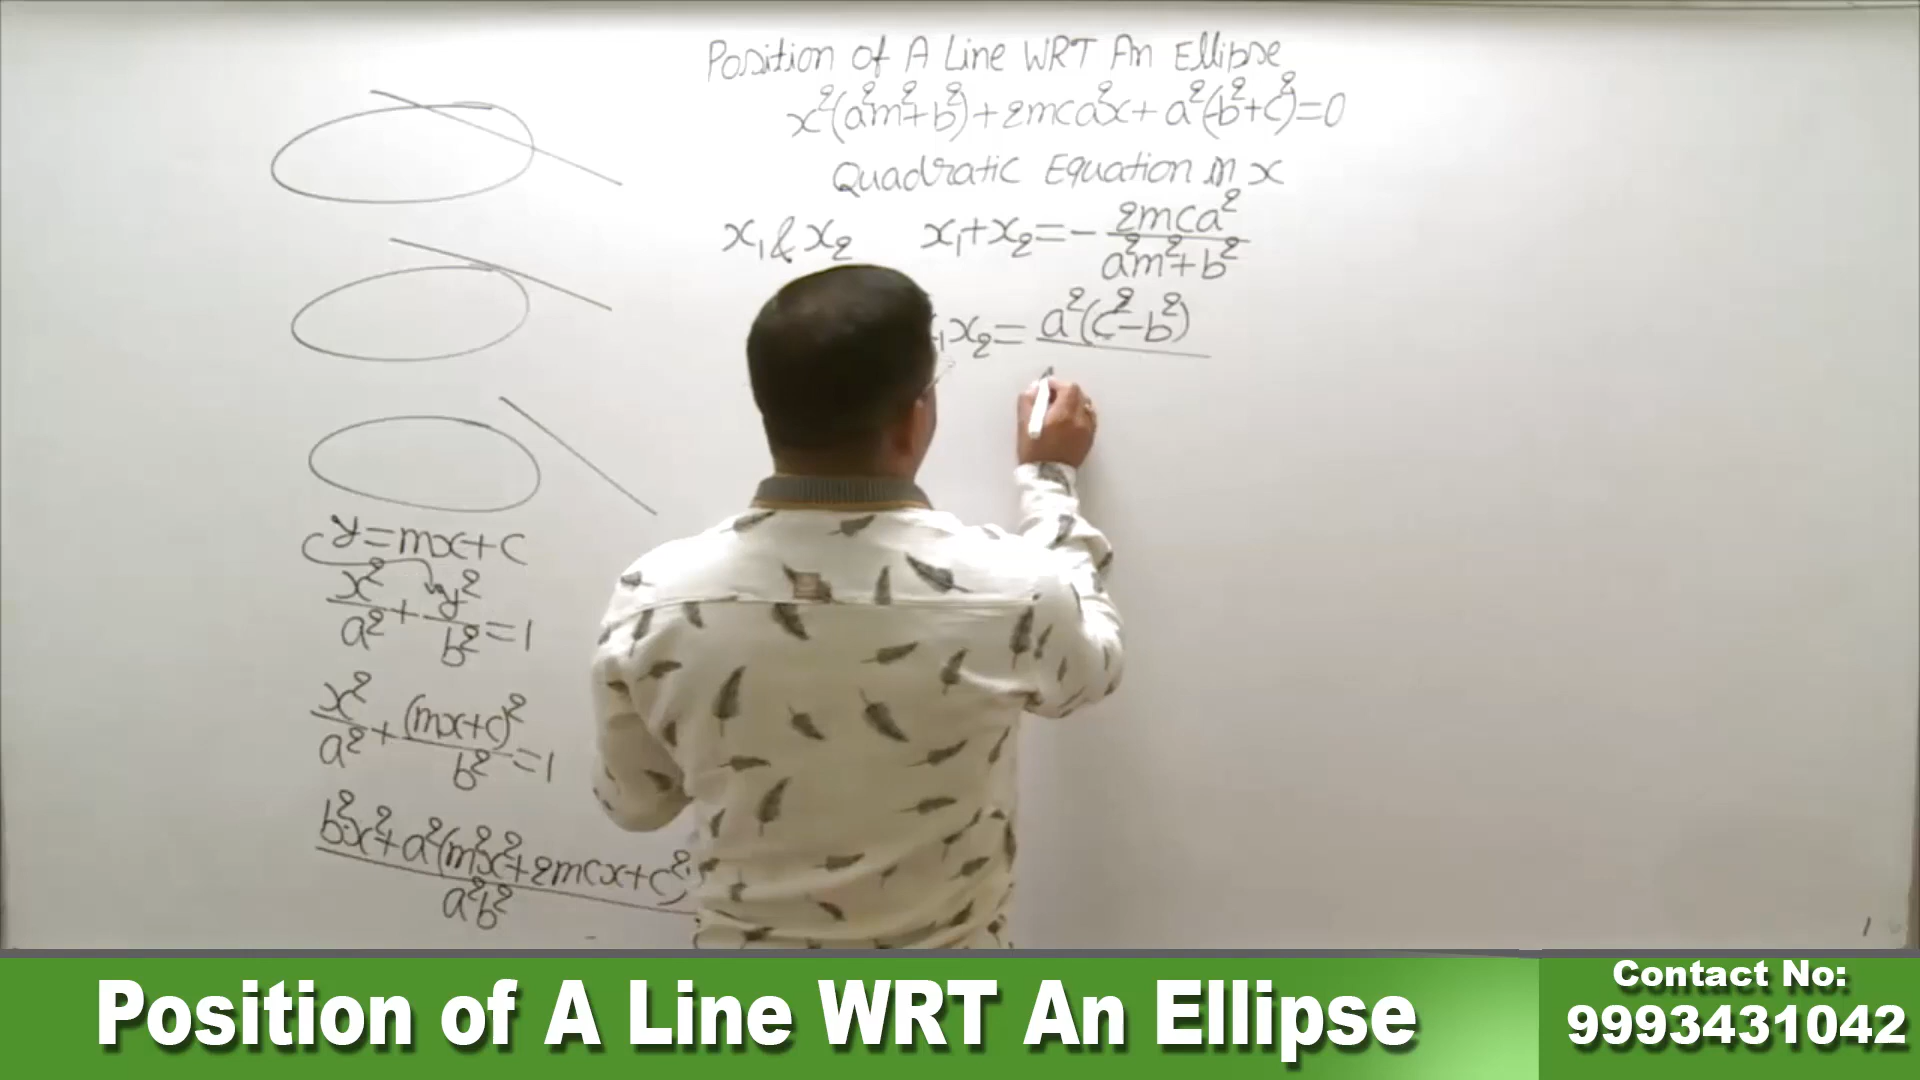 Position of A Line WRT An Ellipse
x²(a²m²+b²)+2mca²x+a²(-b²+c²)=0
Quadratic Equation in x
x₁ & x₂ x₁+x₂=-2mca²/a²m²+b²
x₁x₂=a²(c²-b²)
y=mx+c
x²/a²+y²/b²=1
x²/a²+(mx+c)²/b²=1
b²x²+a²(m²x²+2mcx+c²)
a²b²
Position of A Line WRT An Ellipse
Contact No:
9993431042